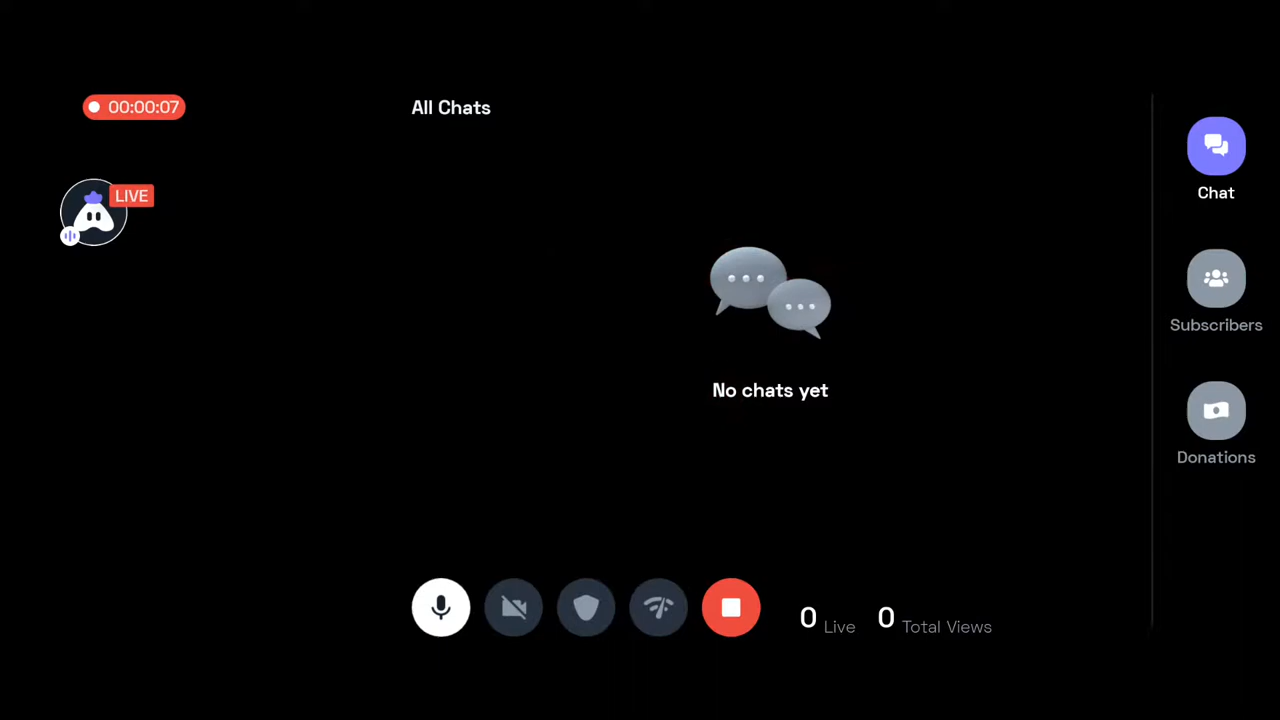 00:00:07
All Chats
LIVE
Chat
Subscribers
No chats yet
Donations
0 Live 0 Total Views